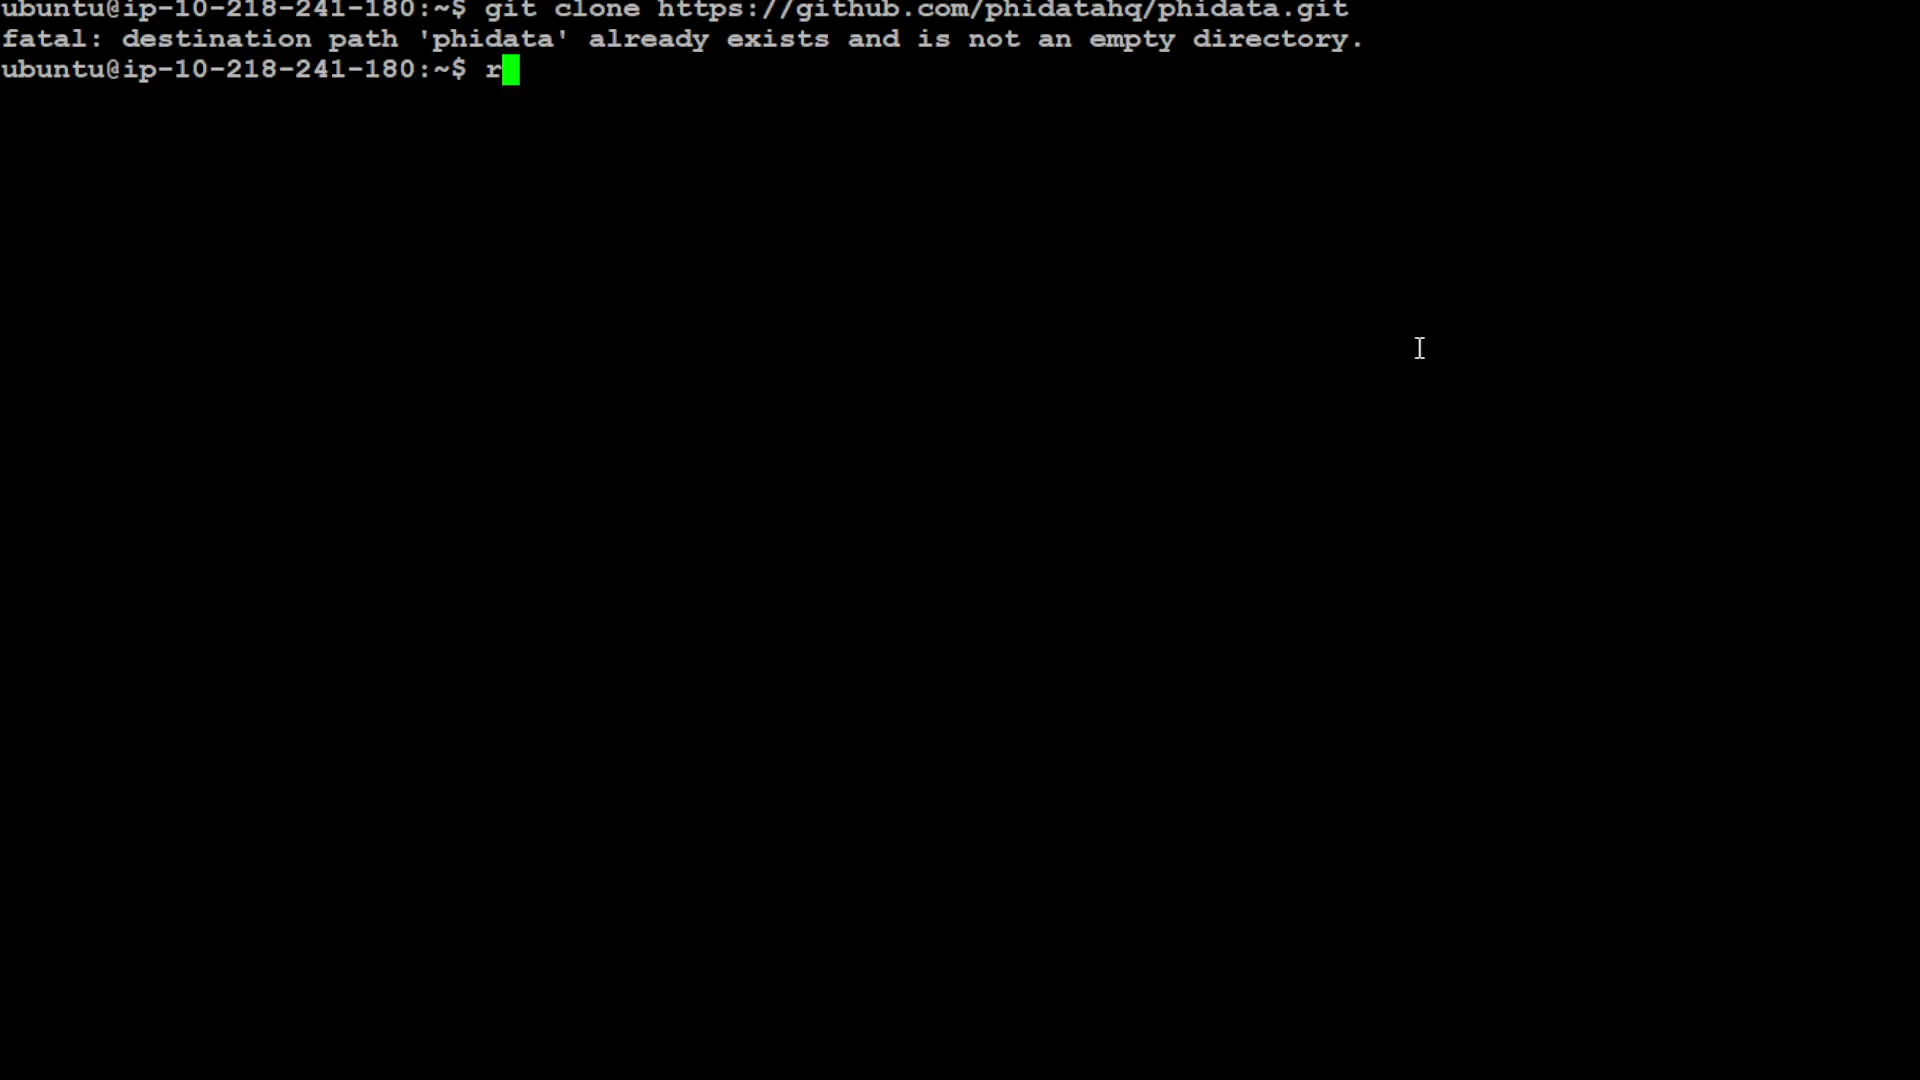 ubuntu@ip-10-218-241-180:~$ git clone https://github.com/phidatahq/phidata.git
fatal: destination path 'phidata' already exists and is not an empty directory.
ubuntu@ip-10-218-241-180:~$ r